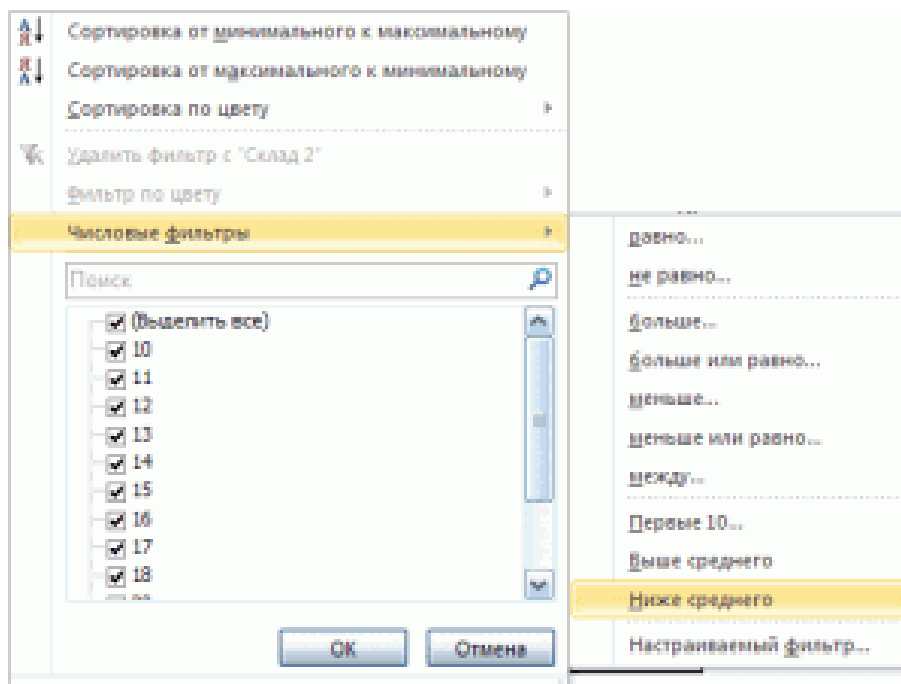 Сортировка от минимального к максимальному
Сортировка от максимального к минимальному
Сортировка по цвету
Удалить фильтр с "Склад 2"
Фильтр по цвету
Числовые фильтры
Поиск
(Выделить все)
10
11
12
13
14
15
16
17
18
ОК
Отмена
равно...
не равно...
больше...
больше или равно...
меньше...
меньше или равно...
между...
Первые 10...
Выше среднего
Ниже среднего
Настраиваемый фильтр...